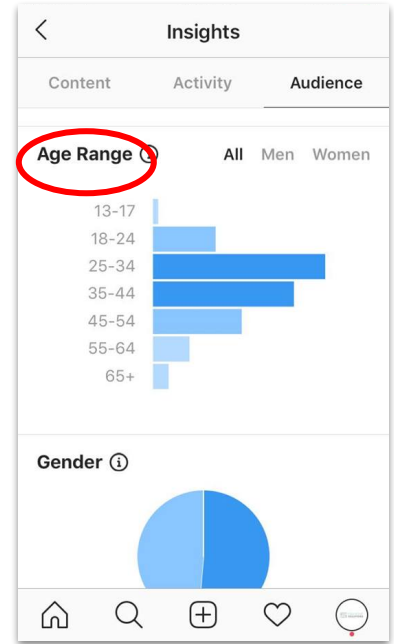 Insights
Content Activity Audience
Age Range All Men Women
13-17
18-24
25-34
35-44
45-54
55-64
65+
Gender